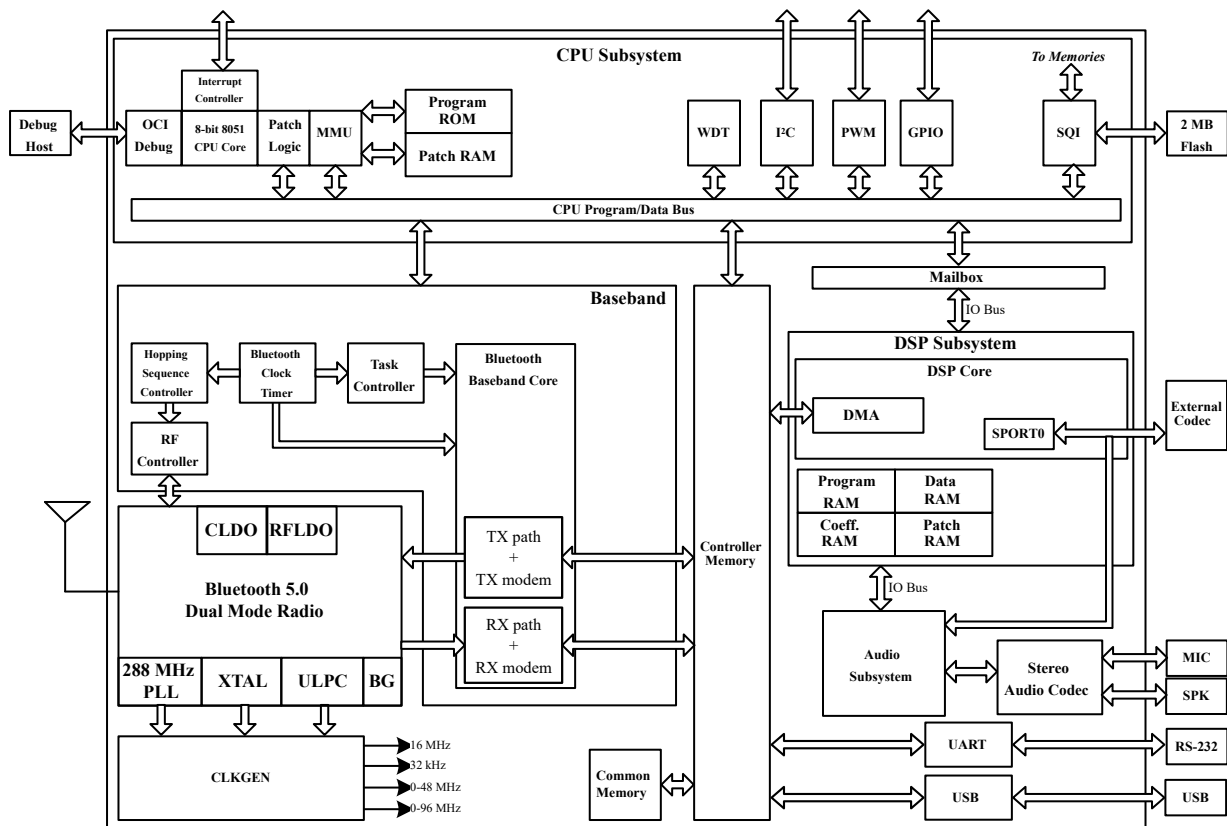 CPU Subsystem
To Memories
Interrupt
Controller
Debug
Host
OCI
Debug
8-bit 8051
CPU Core
Patch
Logic
MMU
Program
ROM
Patch RAM
WDT
I²C
PWM
GPIO
SQI
2 MB
Flash
CPU Program/Data Bus
Mailbox
IO Bus
Baseband
Hopping
Sequence
Controller
Bluetooth
Clock
Timer
Task
Controller
Bluetooth
Baseband Core
RF
Controller
Controller
Memory
DSP Subsystem
DSP Core
DMA
SPORT0
External
Codec
Program
RAM
Data
RAM
Coeff.
RAM
Patch
RAM
CLDO
RFLDO
Bluetooth 5.0
Dual Mode Radio
TX path
+
TX modem
RX path
+
RX modem
288 MHz
PLL
XTAL
ULPC
BG
IO Bus
Audio
Subsystem
Stereo
Audio Codec
MIC
SPK
CLKGEN
16 MHz
32 kHz
0-48 MHz
0-96 MHz
Common
Memory
UART
RS-232
USB
USB